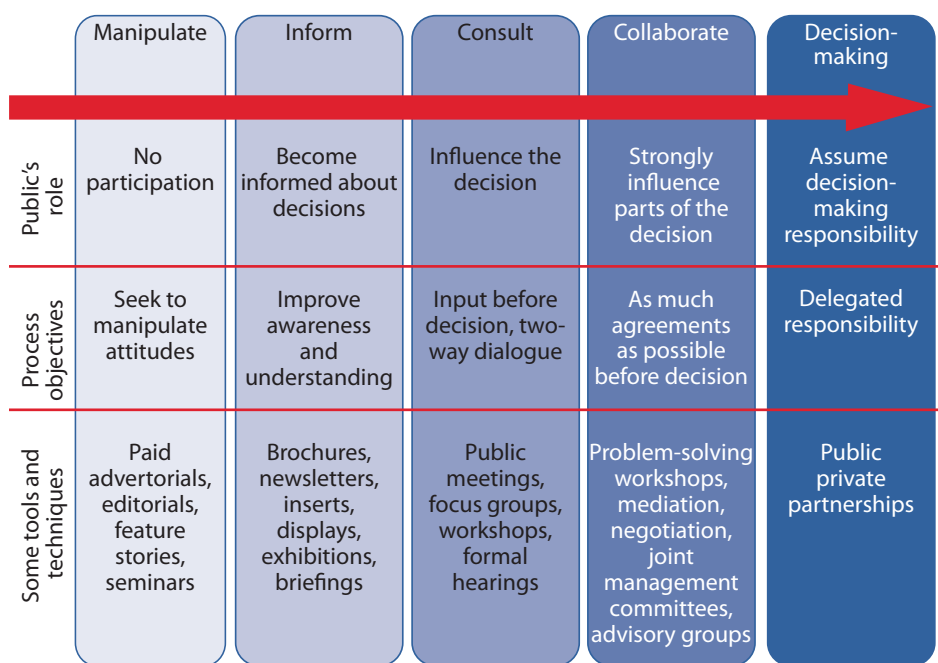 Manipulate
Inform
Consult
Collaborate
Decision-
making
Public's
role
No
participation
Become
informed about
decisions
Influence the
decision
Strongly
influence
parts of the
decision
Assume
decision-
making
responsibility
Process
objectives
Seek to
manipulate
attitudes
Improve
awareness
and
understanding
Input before
decision, two-
way dialogue
As much
agreements
as possible
before decision
Delegated
responsibility
Some tools and
techniques
Paid
advertorials,
editorials,
feature
stories,
seminars
Brochures,
newsletters,
inserts,
displays,
exhibitions,
briefings
Public
meetings,
focus groups,
workshops,
formal
hearings
Problem-solving
workshops,
mediation,
negotiation,
joint
management
committees,
advisory groups
Public
private
partnerships